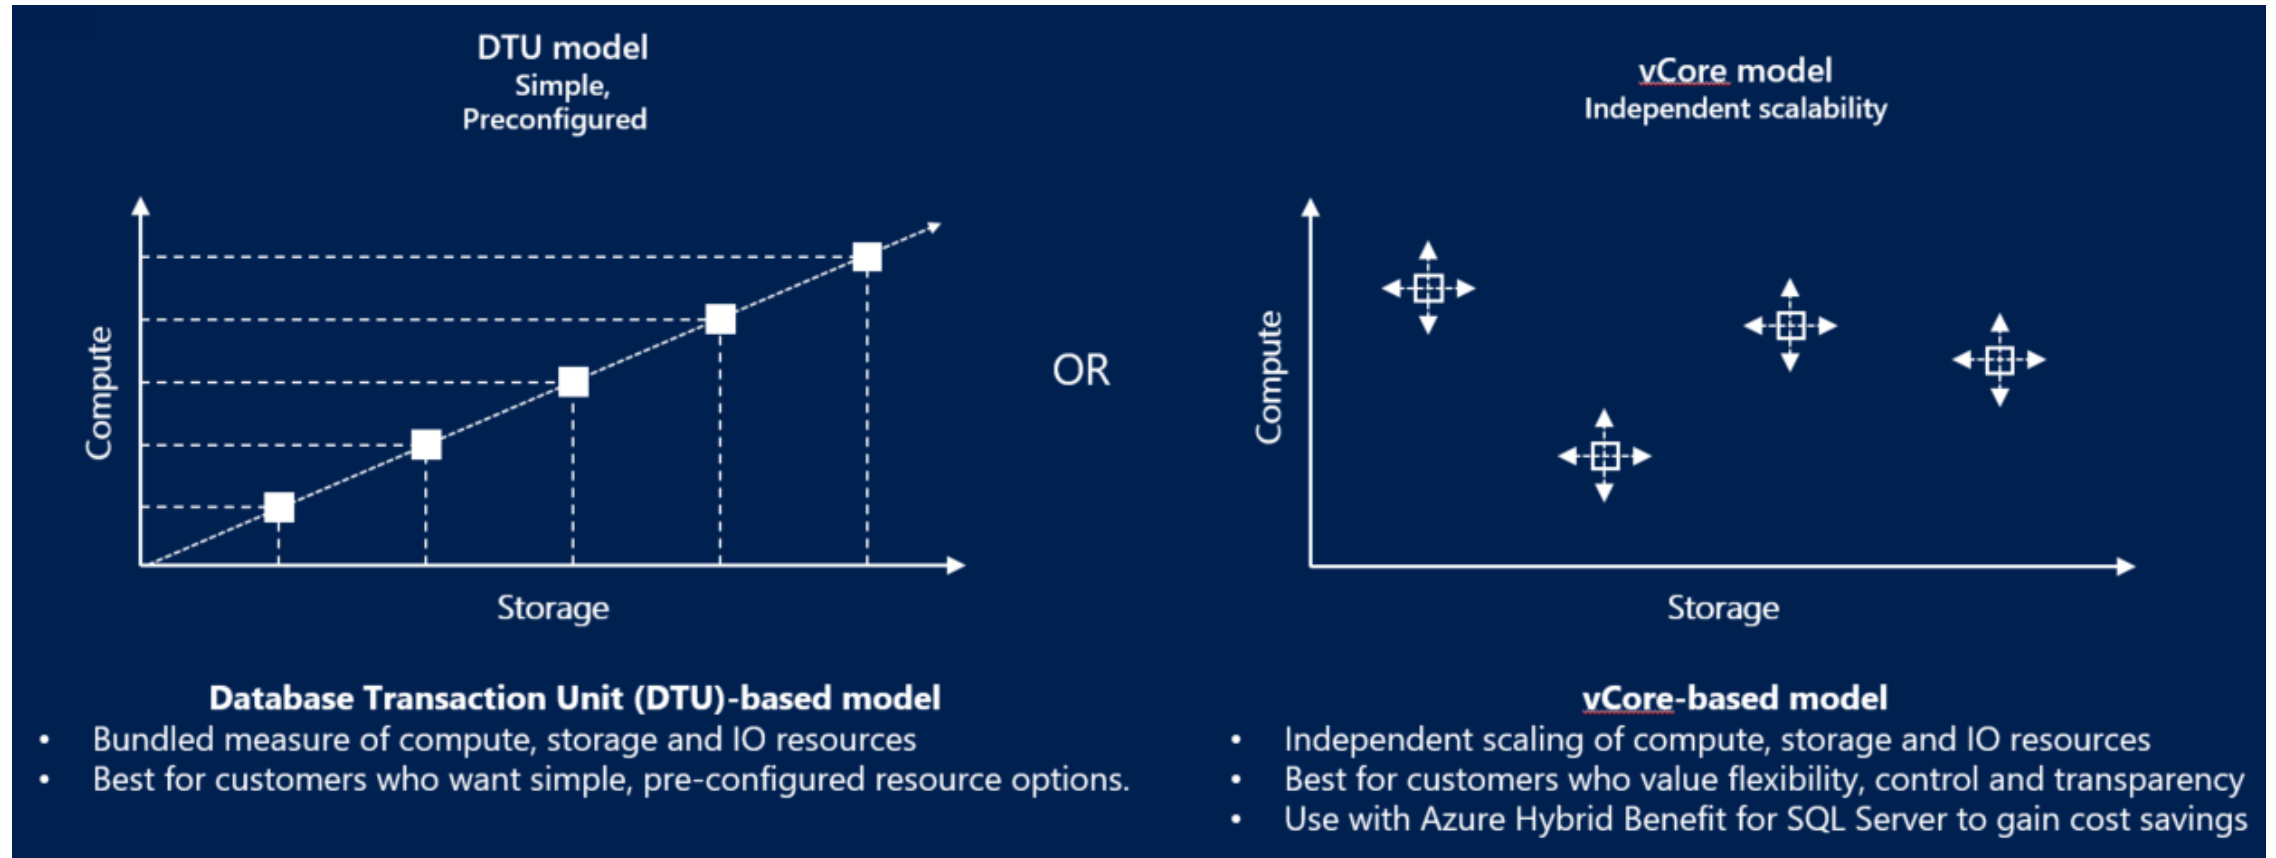 DTU model
Simple,
Preconfigured
Compute
Storage
OR
vCore model
Independent scalability
Compute
Storage
Database Transaction Unit (DTU)-based model
• Bundled measure of compute, storage and IO resources
• Best for customers who want simple, pre-configured resource options.
vCore-based model
• Independent scaling of compute, storage and IO resources
• Best for customers who value flexibility, control and transparency
• Use with Azure Hybrid Benefit for SQL Server to gain cost savings